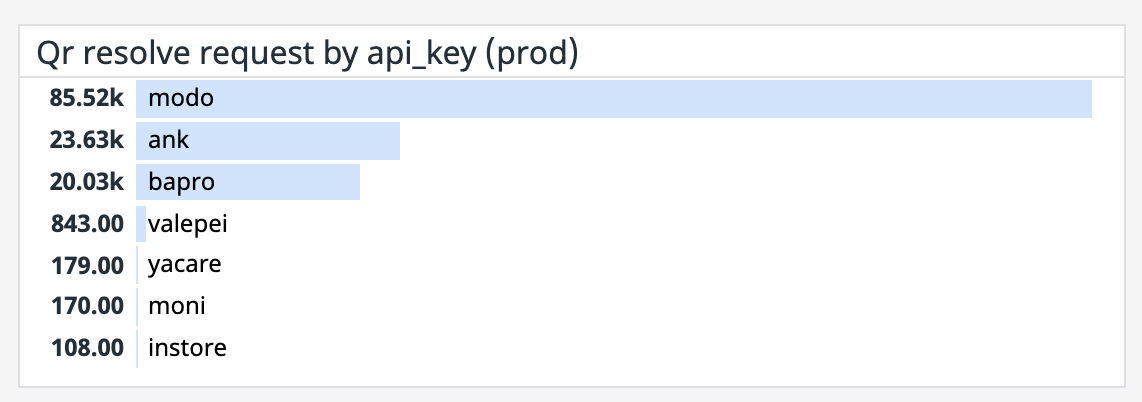 Qr resolve request by api_key (prod)
85.52k modo
23.63k ank
20.03k bapro
843.00 valepei
179.00 yacare
170.00 moni
108.00 instore